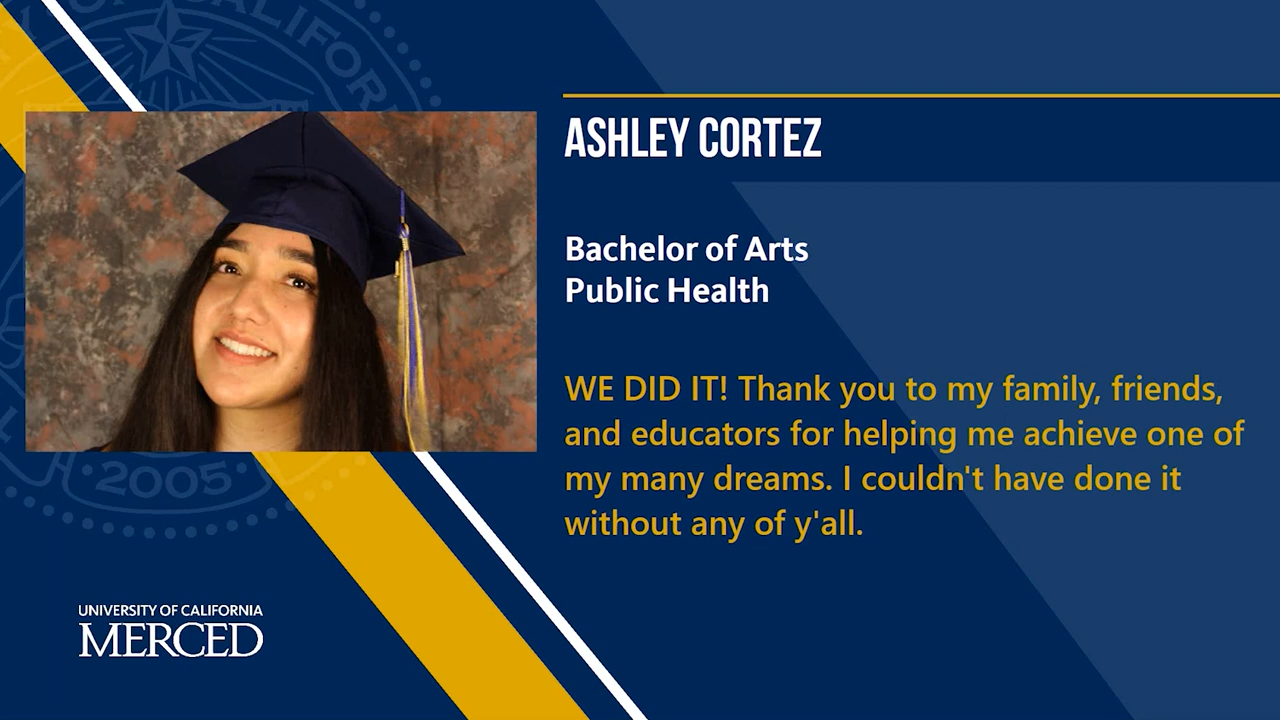 ASHLEY CORTEZ
Bachelor of Arts
Public Health
WE DID IT! Thank you to my family, friends,
and educators for helping me achieve one of
my many dreams. I couldn't have done it
without any of y'all.
2005
UNIVERSITY OF CALIFORNIA
MERCED